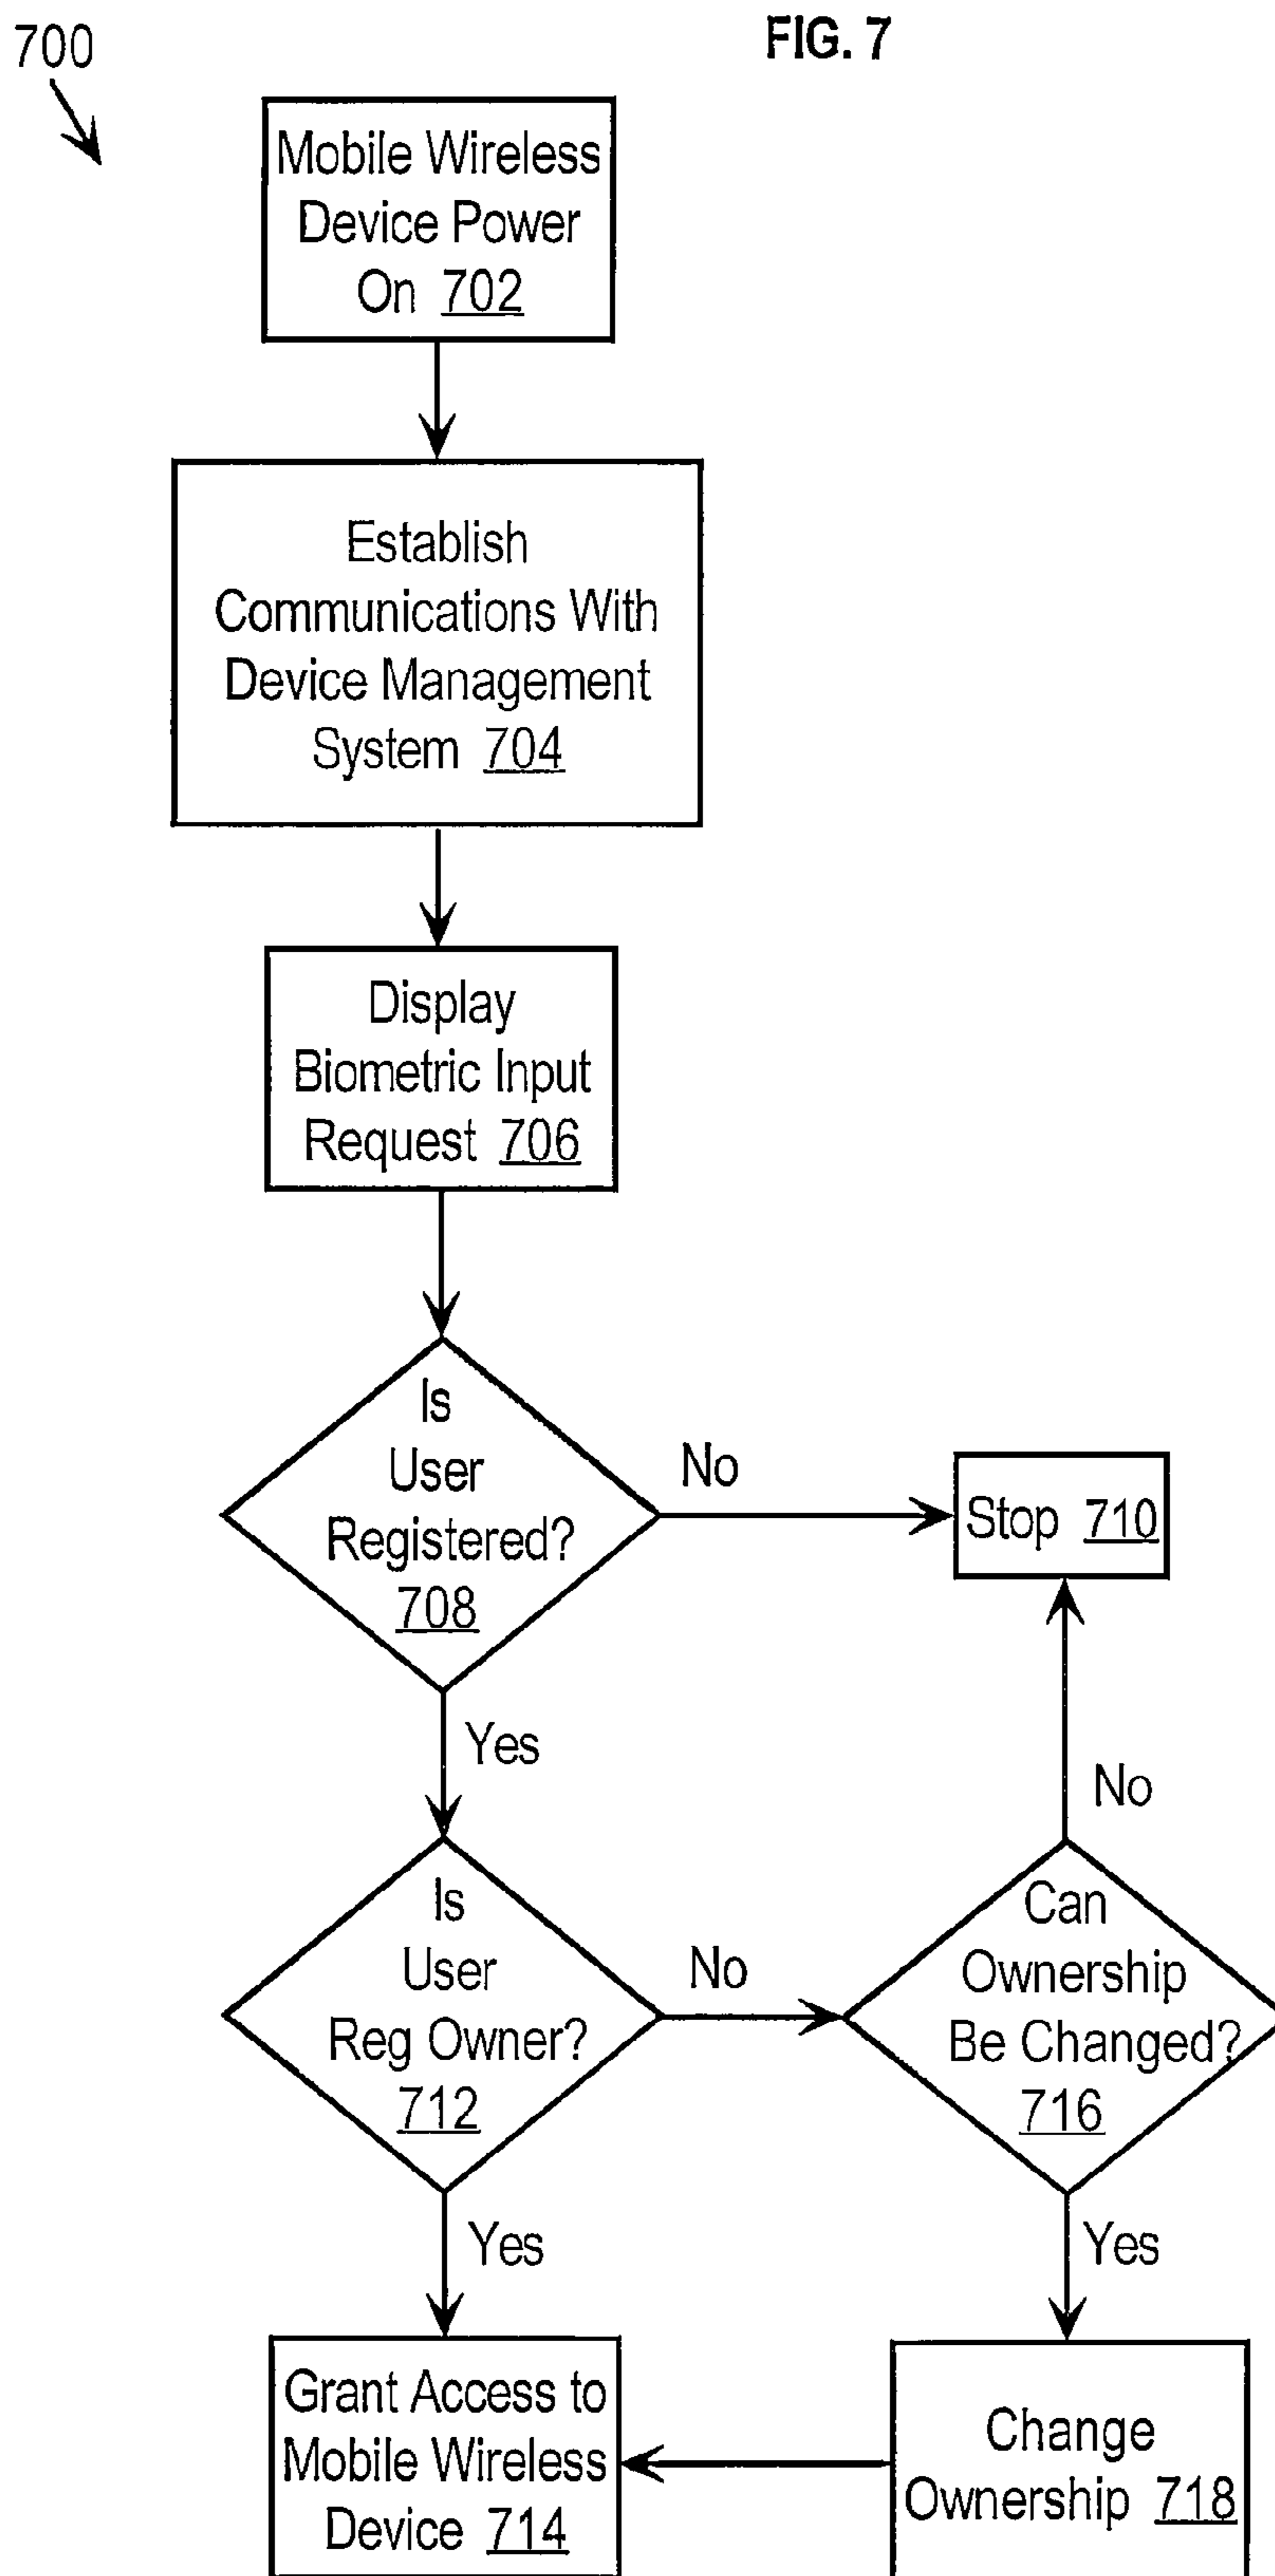 700
FIG. 7
Mobile Wireless
Device Power
On 702
Establish
Communications With
Device Management
System 704
Display
Biometric Input
Request 706
Is
User
Registered?
708
No
Stop 710
Yes
No
Is
User
Reg Owner?
712
No
Can
Ownership
Be Changed?
716
Yes
Yes
Grant Access to
Mobile Wireless
Device 714
Change
Ownership 718